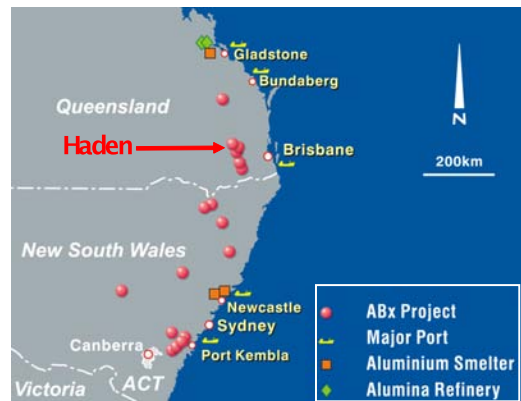 Gladstone
Bundaberg
Queensland
Haden
Brisbane
N
200km
New South Wales
Newcastle
Sydney
Canberra
Port Kembla
ACT
Victoria
ABx Project
Major Port
Aluminium Smelter
Alumina Refinery